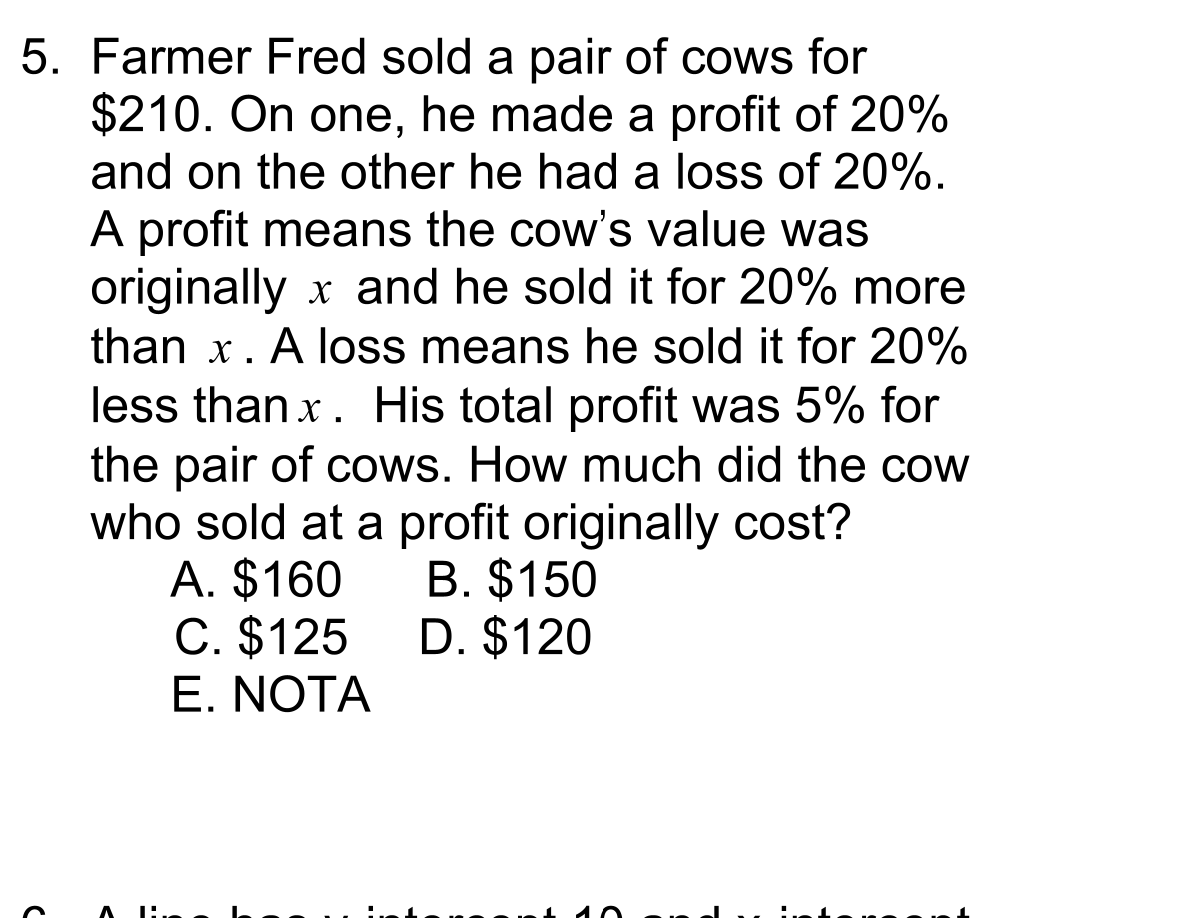 5. Farmer Fred sold a pair of cows for
$210. On one, he made a profit of 20%
and on the other he had a loss of 20%.
A profit means the cow’s value was
originally x and he sold it for 20% more
than x . A loss means he sold it for 20%
less than x . His total profit was 5% for
the pair of cows. How much did the cow
who sold at a profit originally cost?
A. $160 B. $150
C. $125 D. $120
E. NOTA